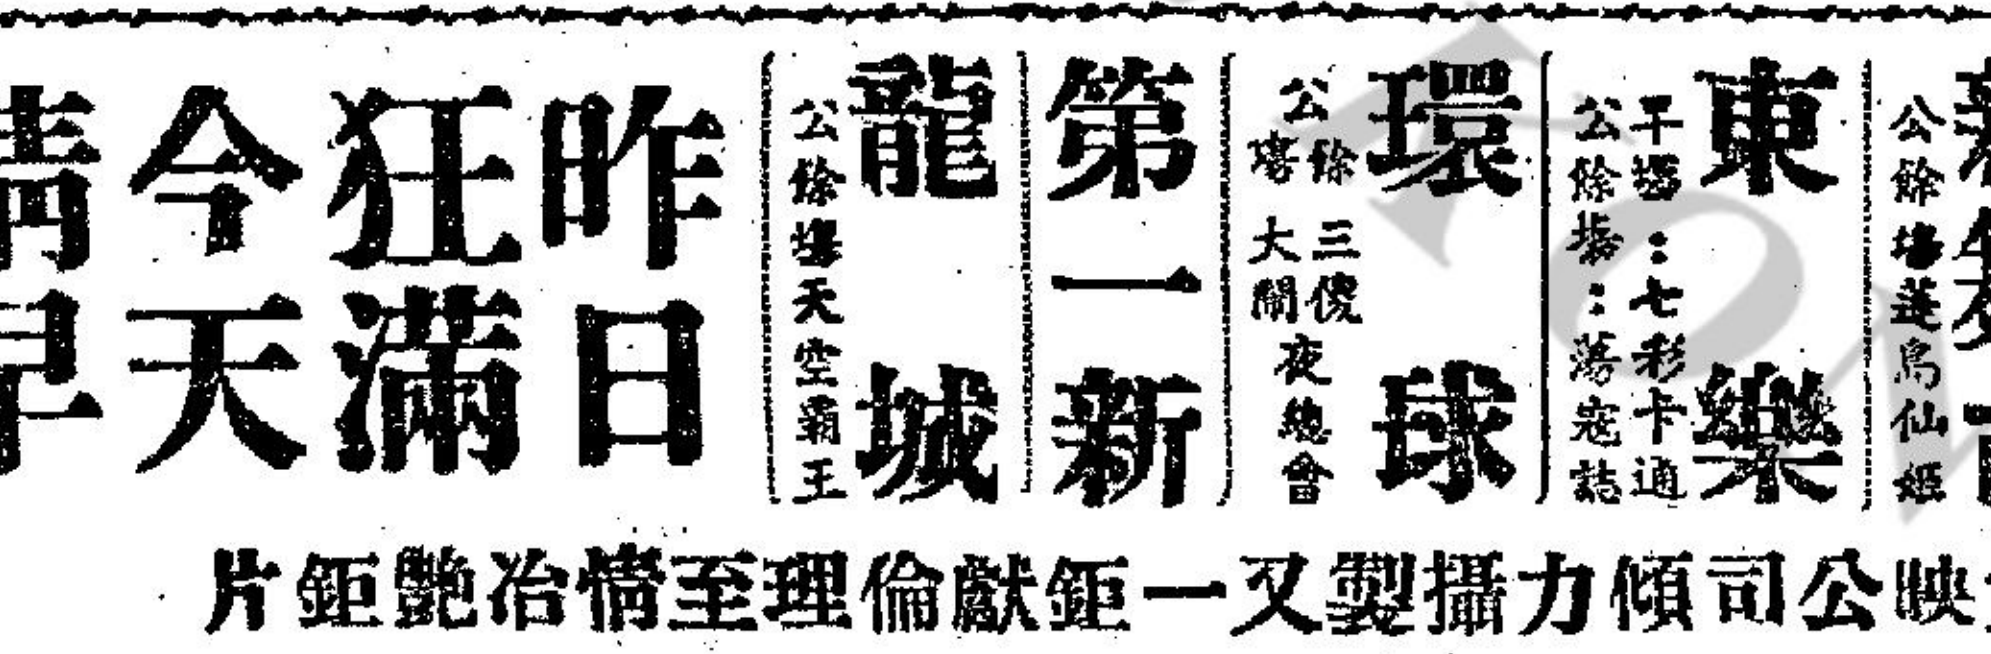 公餘場蓬島仙姬
東樂
早場：七彩卡通
公餘場：蕩寇誌
環球
公餘場
三傻大鬧夜總會
第一新
龍城
公餘場天空霸王
昨日
狂滿
今天
請早
映公司傾力攝製又一鉅獻倫理至情冶艷鉅片